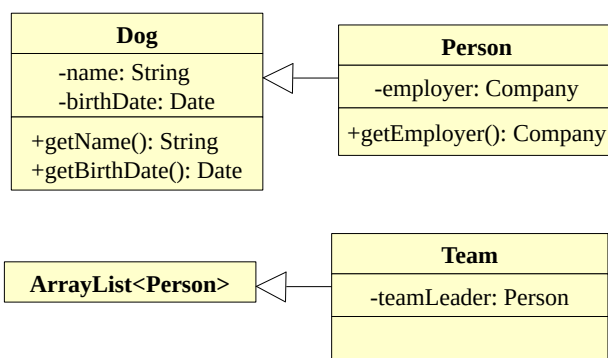 Dog
-name: String
-birthDate: Date
+getName(): String
+getBirthDate(): Date
Person
-employer: Company
+getEmployer(): Company
ArrayList<Person>
Team
-teamLeader: Person